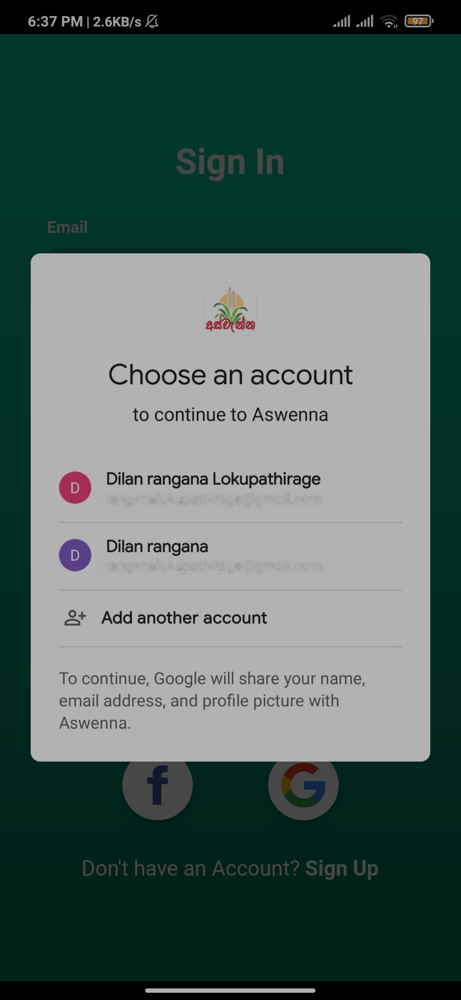 6:37 PM | 2.6KB/s
97
Sign In
Email
අස්වැන්න
Choose an account
to continue to Aswenna
D
Dilan rangana Lokupathirage
D
Dilan rangana
Add another account
To continue, Google will share your name,
email address, and profile picture with
Aswenna.
f
G
Don't have an Account? Sign Up